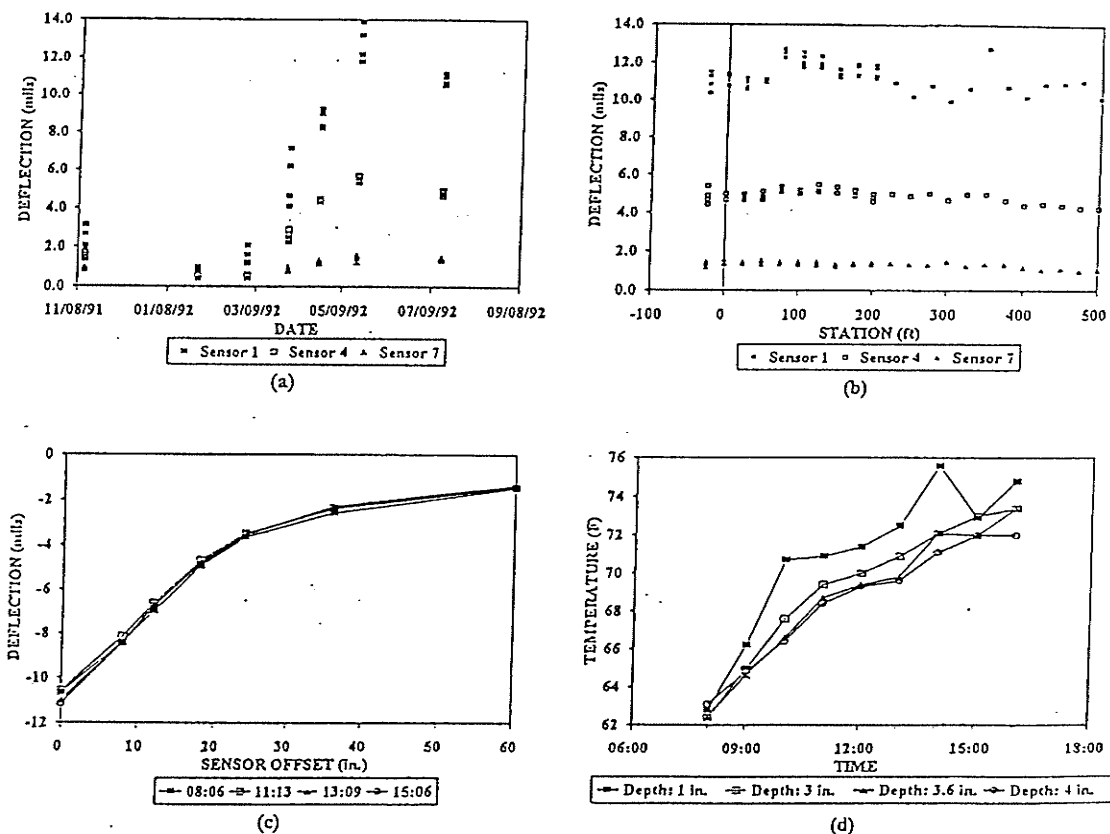 14.0
12.0
10.0
8.0
6.0
4.0
2.0
0.0
DEFLECTION (mils)
11/08/91 01/08/92 03/09/92 05/09/92 07/09/92 09/08/92
DATE
Sensor 1 Sensor 4 Sensor 7
(a)
14.0
12.0
10.0
8.0
6.0
4.0
2.0
0.0
DEFLECTION (mils)
-100 0 100 200 300 400 500
STATION (ft)
Sensor 1 Sensor 4 Sensor 7
(b)
0
-2
-4
-6
-8
-10
-12
DEFLECTION (mils)
0 10 20 30 40 50 60
SENSOR OFFSET (in.)
08:06 11:13 13:09 15:06
(c)
76
74
72
70
68
66
64
62
TEMPERATURE (F)
06:00 09:00 12:00 15:00 18:00
TIME
Depth: 1 in. Depth: 3 in. Depth: 3.6 in. Depth: 4 in.
(d)